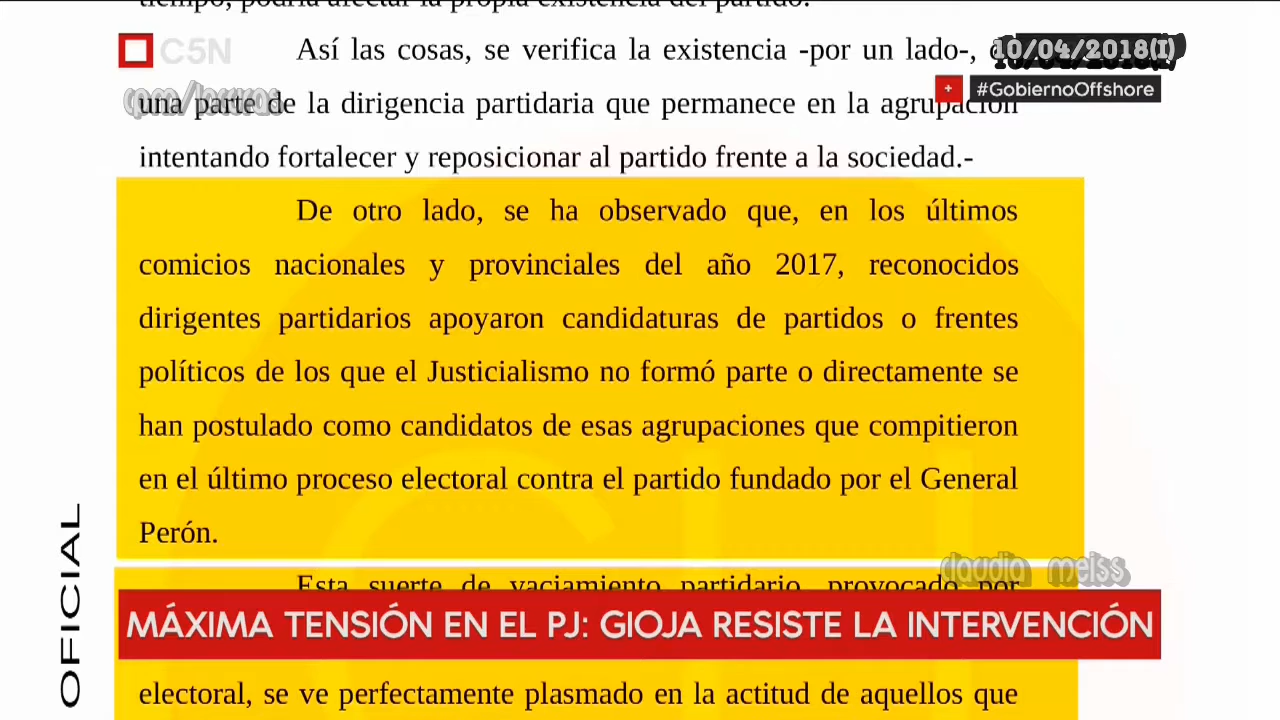 tiempo, podría afectar la propia existencia del partido.
C5N
Así las cosas, se verifica la existencia -por un lado-,
10/04/2018(I)
#GobiernoOffshore
una parte de la dirigencia partidaria que permanece en la agrupación
intentando fortalecer y reposicionar al partido frente a la sociedad.-
De otro lado, se ha observado que, en los últimos
comicios nacionales y provinciales del año 2017, reconocidos
dirigentes partidarios apoyaron candidaturas de partidos o frentes
políticos de los que el Justicialismo no formó parte o directamente se
han postulado como candidatos de esas agrupaciones que compitieron
en el último proceso electoral contra el partido fundado por el General
Perón.
claudia meiss
Esta suerte de vaciamiento partidario, provocado por
MÁXIMA TENSIÓN EN EL PJ: GIOJA RESISTE LA INTERVENCIÓN
electoral, se ve perfectamente plasmado en la actitud de aquellos que
OFICIAL